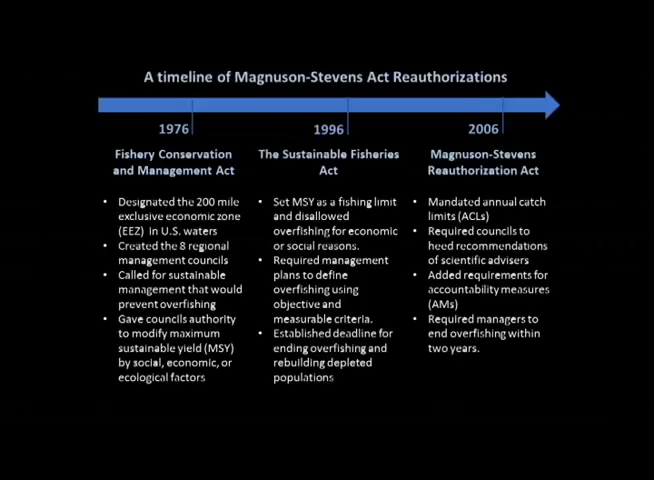 A timeline of Magnuson-Stevens Act Reauthorizations
1976
Fishery Conservation
and Management Act
• Designated the 200 mile
exclusive economic zone
(EEZ) in U.S. waters
• Created the 8 regional
management councils
• Called for sustainable
management that would
prevent overfishing
• Gave councils authority
to modify maximum
sustainable yield (MSY)
by social, economic, or
ecological factors
1996
The Sustainable Fisheries
Act
• Set MSY as a fishing limit
and disallowed
overfishing for economic
or social reasons.
• Required management
plans to define
overfishing using
objective and
measurable criteria.
• Established deadline for
ending overfishing and
rebuilding depleted
populations
2006
Magnuson-Stevens
Reauthorization Act
• Mandated annual catch
limits (ACLs)
• Required councils to
heed recommendations
of scientific advisers
• Added requirements for
accountability measures
(AMs)
• Required managers to
end overfishing within
two years.